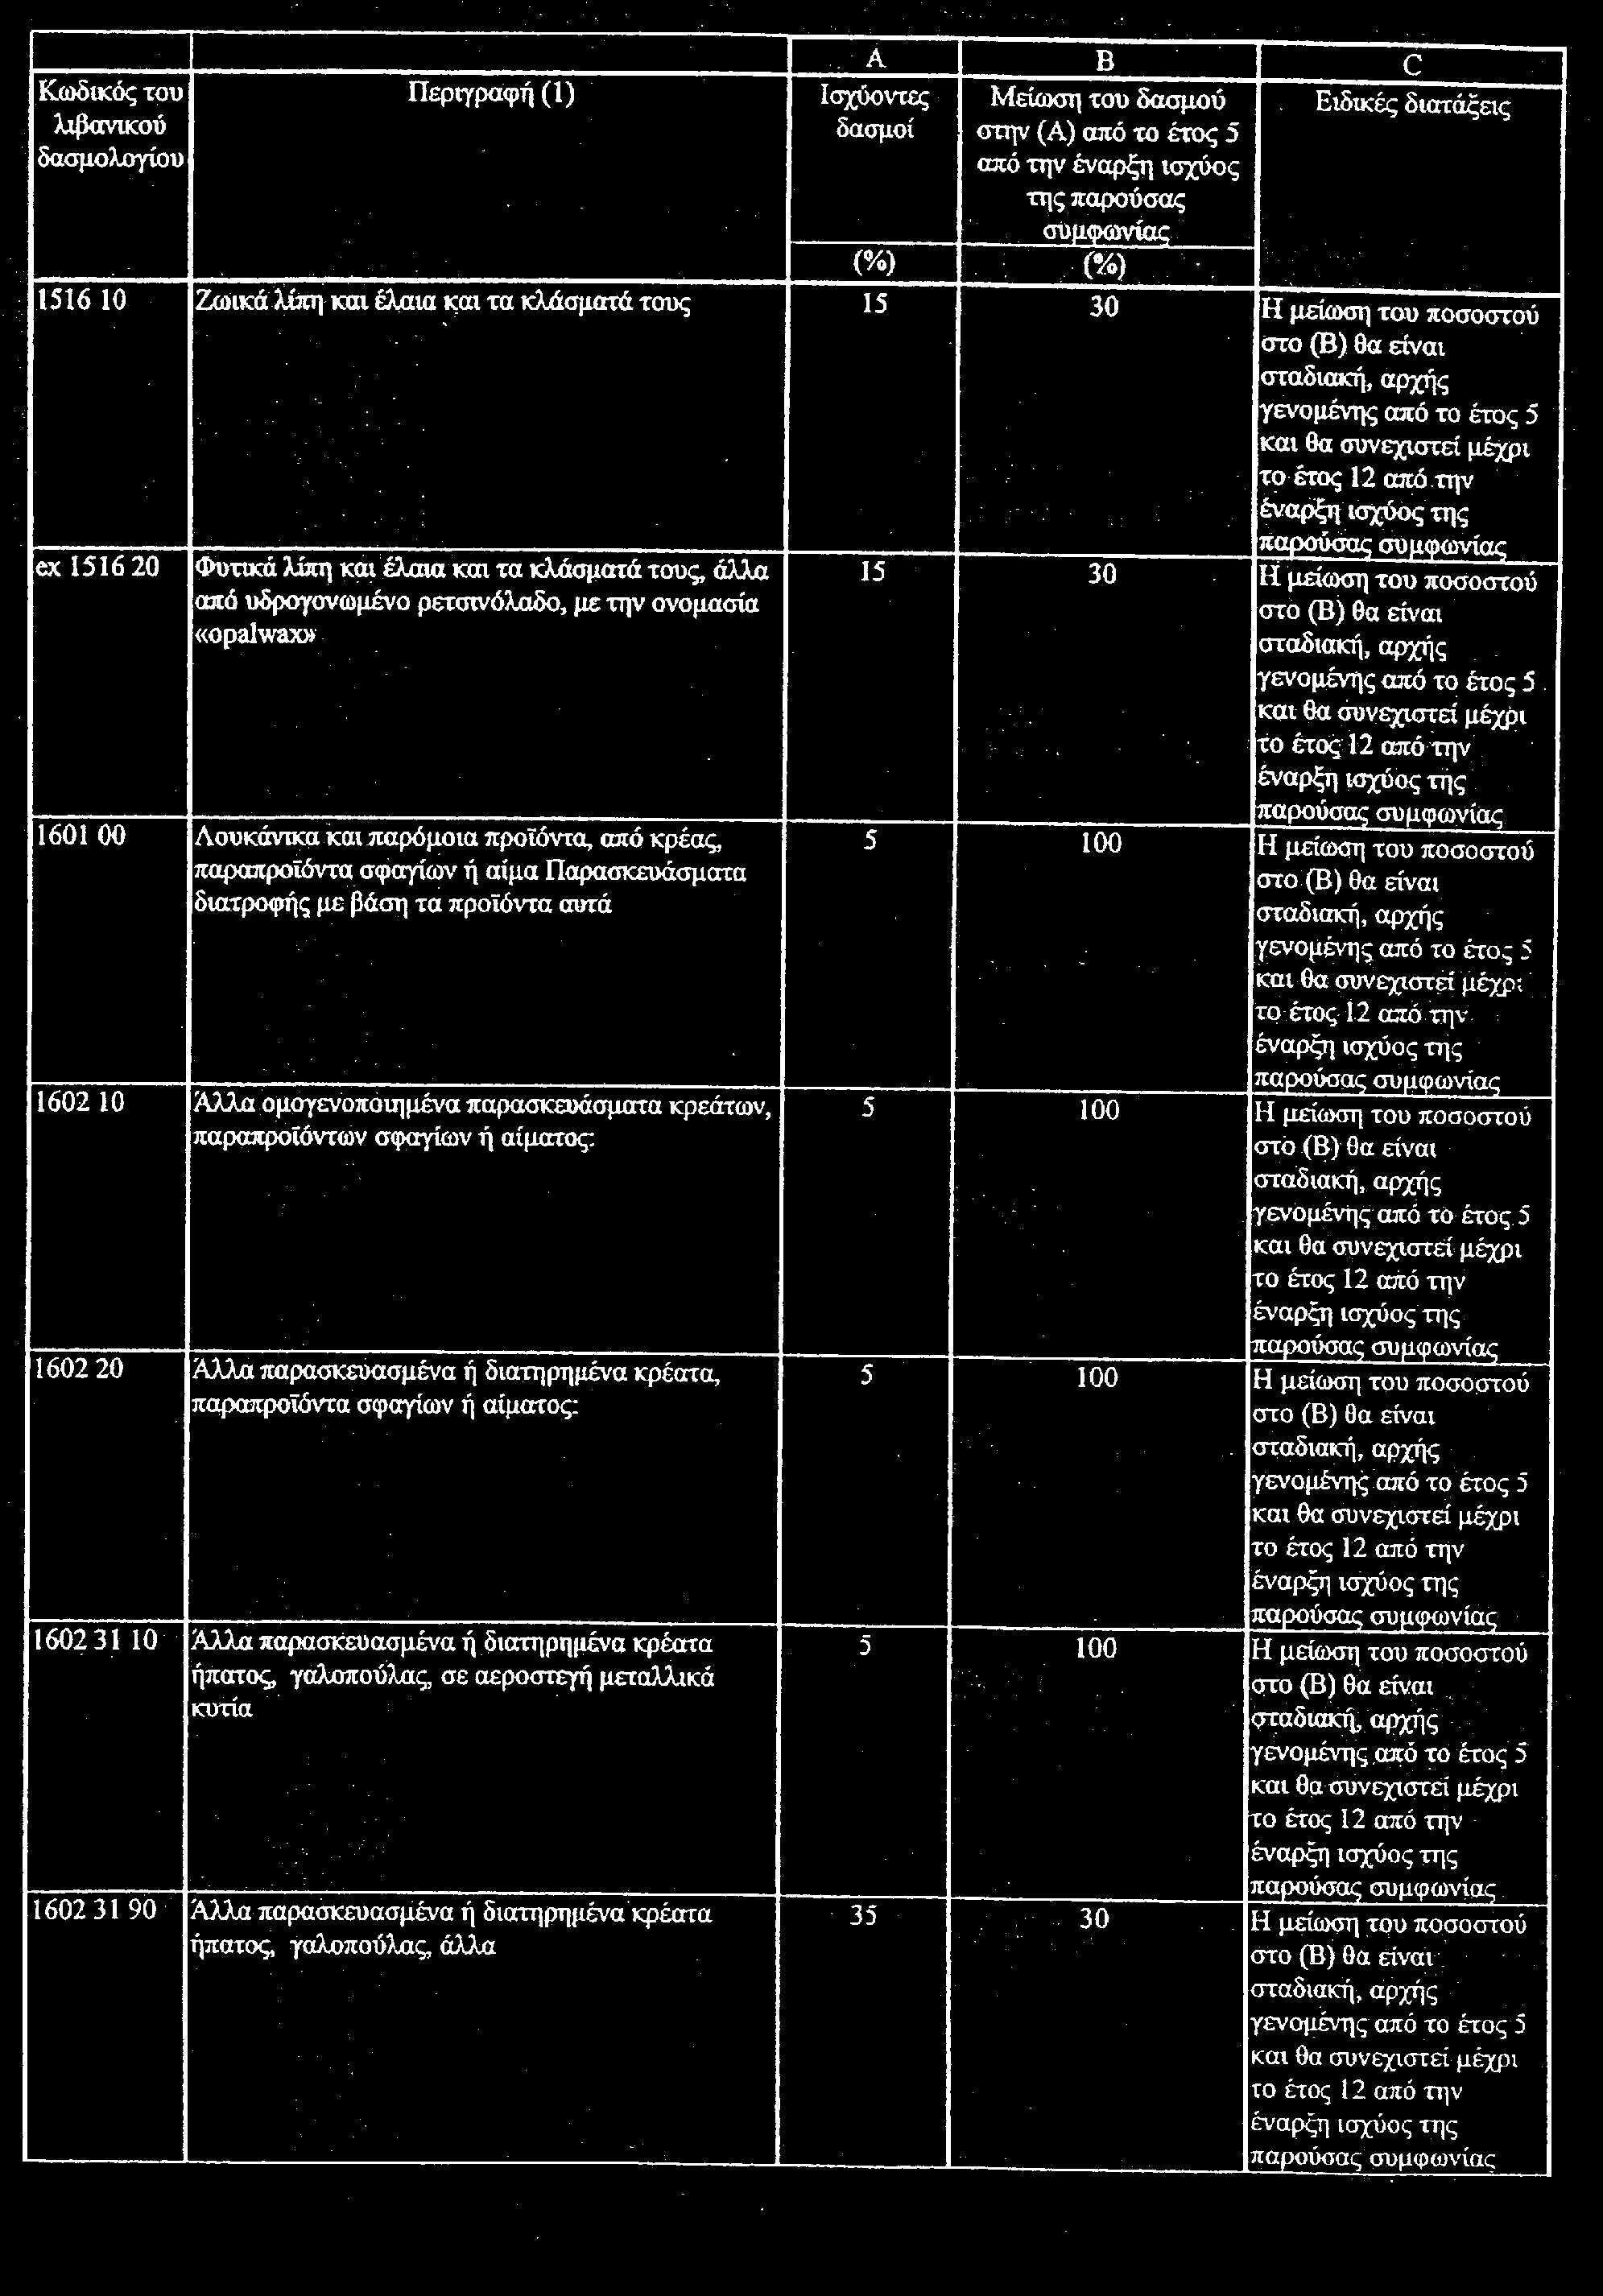 A B C
Κωδικός του
λιβανικού
δασμολογίου
Περιγραφή (1)
Ισχύοντες
δασμοί
(%)
Μείωση του δασμού
στην (Α) από το έτος 5
από την έναρξη ισχύος
της παρούσας
συμφωνίας
(%)
Ειδικές διατάξεις
1516 10
Ζωικά λίπη και έλαια και τα κλάσματά τους
15
30
Η μείωση του ποσοστού
στο (Β) θα είναι
σταδιακή, αρχής
γενομένης από το έτος 5
και θα συνεχιστεί μέχρι
το έτος 12 από την
έναρξη ισχύος της
παρούσας συμφωνίας
ex 1516 20
Φυτικά λίπη και έλαια και τα κλάσματά τους, άλλα
από υδρογονωμένο ρετσινόλαδο, με την ονομασία
«opalwax»
15
30
Η μείωση του ποσοστού
στο (Β) θα είναι
σταδιακή, αρχής
γενομένης από το έτος 5
και θα συνεχιστεί μέχρι
το έτος 12 από την
έναρξη ισχύος της
παρούσας συμφωνίας
1601 00
Λουκάνικα και παρόμοια προϊόντα, από κρέας,
παραπροϊόντα σφαγίων ή αίμα Παρασκευάσματα
διατροφής με βάση τα προϊόντα αυτά
5
100
Η μείωση του ποσοστού
στο (Β) θα είναι
σταδιακή, αρχής
γενομένης από το έτος 5
και θα συνεχιστεί μέχρι
το έτος 12 από την
έναρξη ισχύος της
παρούσας συμφωνίας
1602 10
Άλλα ομογενοποιημένα παρασκευάσματα κρεάτων,
παραπροϊόντων σφαγίων ή αίματος:
5
100
Η μείωση του ποσοστού
στο (Β) θα είναι
σταδιακή, αρχής
γενομένης από το έτος 5
και θα συνεχιστεί μέχρι
το έτος 12 από την
έναρξη ισχύος της
παρούσας συμφωνίας
1602 20
Άλλα παρασκευασμένα ή διατηρημένα κρέατα,
παραπροϊόντα σφαγίων ή αίματος:
5
100
Η μείωση του ποσοστού
στο (Β) θα είναι
σταδιακή, αρχής
γενομένης από το έτος 5
και θα συνεχιστεί μέχρι
το έτος 12 από την
έναρξη ισχύος της
παρούσας συμφωνίας
1602 31 10
Άλλα παρασκευασμένα ή διατηρημένα κρέατα
ήπατος, γαλοπούλας, σε αεροστεγή μεταλλικά
κυτία
5
100
Η μείωση του ποσοστού
στο (Β) θα είναι
σταδιακή, αρχής
γενομένης από το έτος 5
και θα συνεχιστεί μέχρι
το έτος 12 από την
έναρξη ισχύος της
παρούσας συμφωνίας
1602 31 90
Άλλα παρασκευασμένα ή διατηρημένα κρέατα
ήπατος, γαλοπούλας, άλλα
35
30
Η μείωση του ποσοστού
στο (Β) θα είναι
σταδιακή, αρχής
γενομένης από το έτος 5
και θα συνεχιστεί μέχρι
το έτος 12 από την
έναρξη ισχύος της
παρούσας συμφωνίας